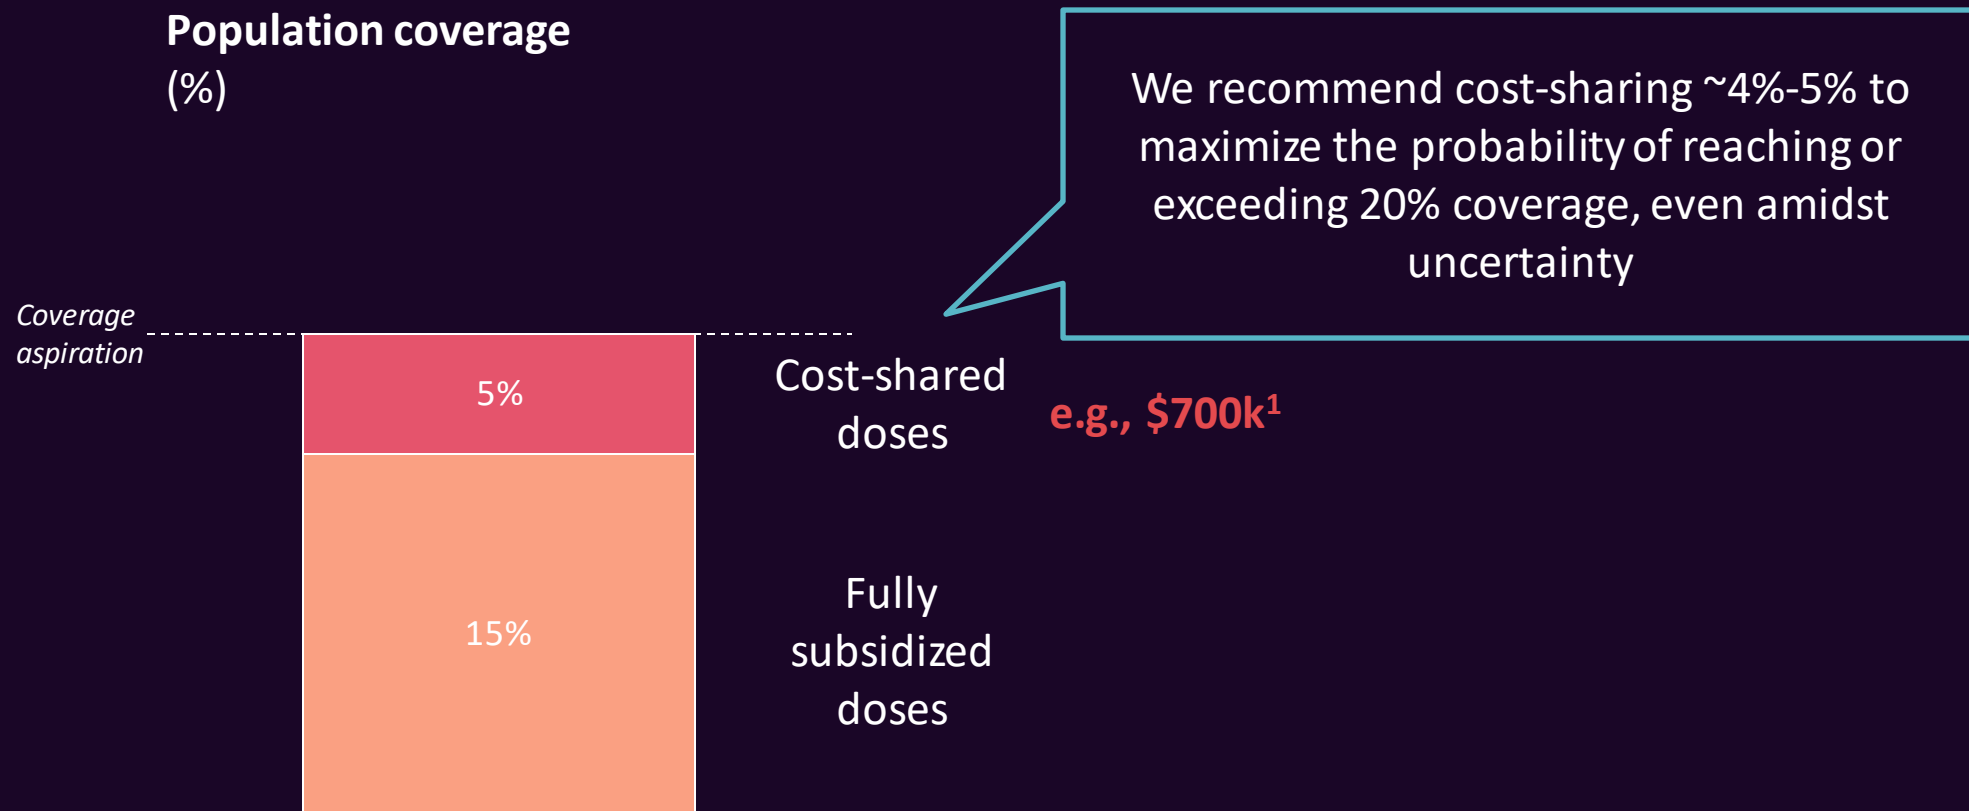 Population coverage
(%)
We recommend cost-sharing ~4%-5% to
maximize the probability of reaching or
exceeding 20% coverage, even amidst
uncertainty
Coverage
aspiration
5%
Cost-shared
doses
e.g., $700k¹
15%
Fully
subsidized
doses